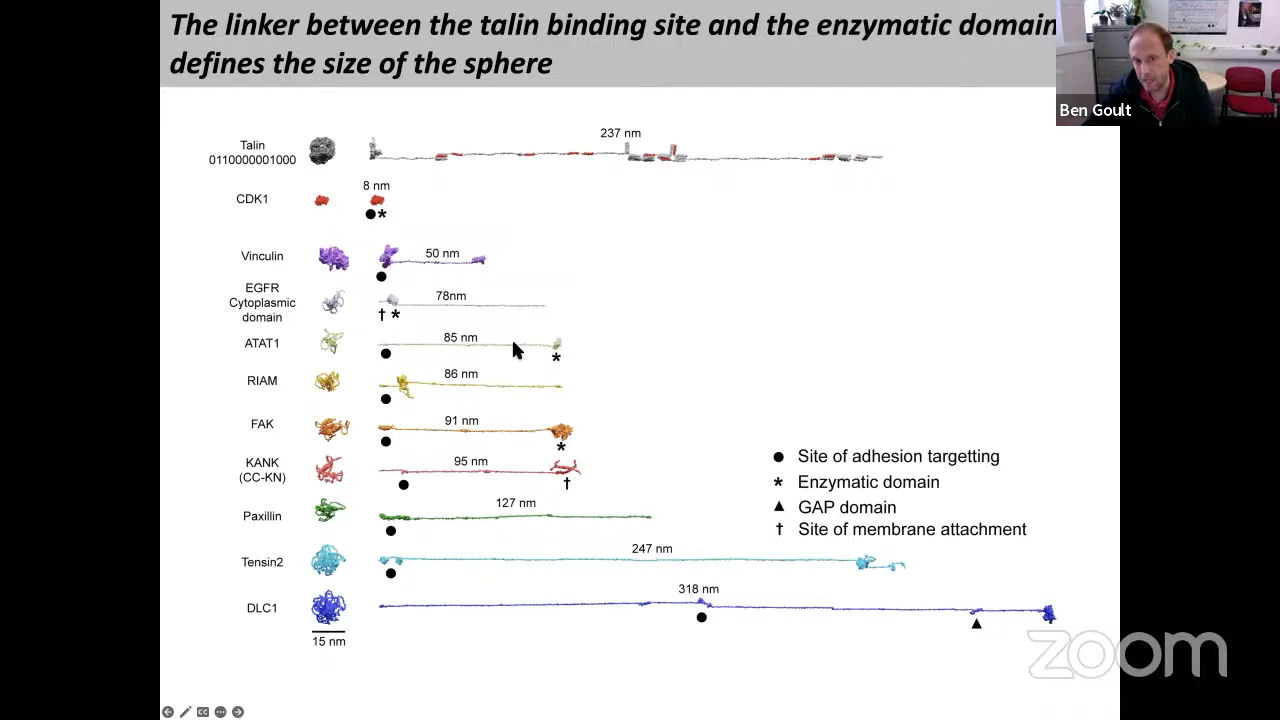 The linker between the talin binding site and the enzymatic domain
defines the size of the sphere
Ben Goult
Talin
0110000001000
237 nm
CDK1
8 nm
*
Vinculin
50 nm
EGFR
Cytoplasmic
domain
78nm
† *
ATAT1
85 nm
*
RIAM
86 nm
FAK
91 nm
*
KANK
(CC-KN)
95 nm
†
Paxillin
127 nm
Tensin2
247 nm
DLC1
318 nm
15 nm
● Site of adhesion targetting
* Enzymatic domain
▲ GAP domain
† Site of membrane attachment
CC
zoom